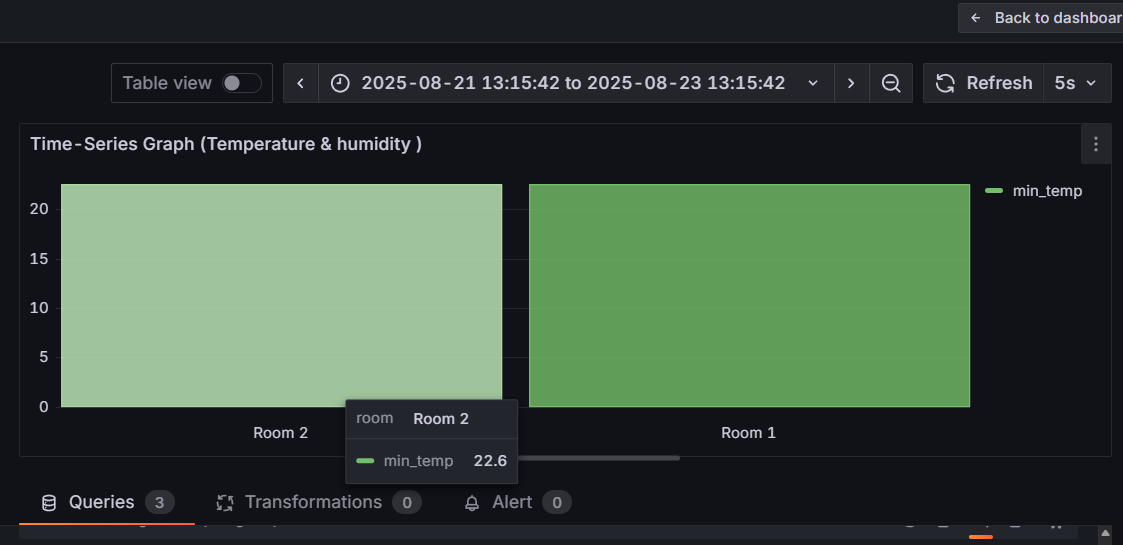 Back to dashboar
Table view
2025-08-21 13:15:42 to 2025-08-23 13:15:42
Refresh
5s
Time-Series Graph (Temperature & humidity )
min_temp
20
15
10
5
0
Room 2
Room 1
room Room 2
min_temp 22.6
Queries 3
Transformations 0
Alert 0